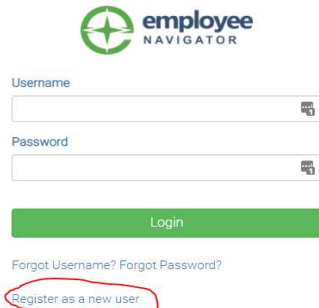 employee
NAVIGATOR
Username
Password
Login
Forgot Username? Forgot Password?
Register as a new user